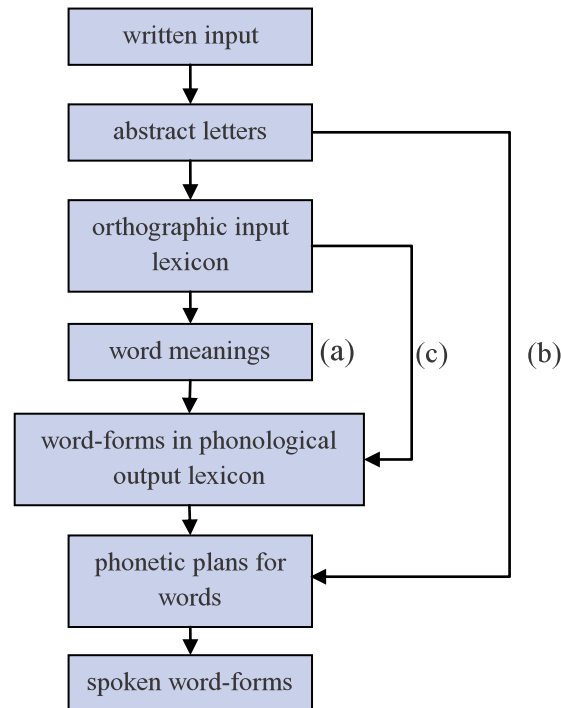 written input
abstract letters
orthographic input
lexicon
word meanings
(a)
(c)
(b)
word-forms in phonological
output lexicon
phonetic plans for
words
spoken word-forms